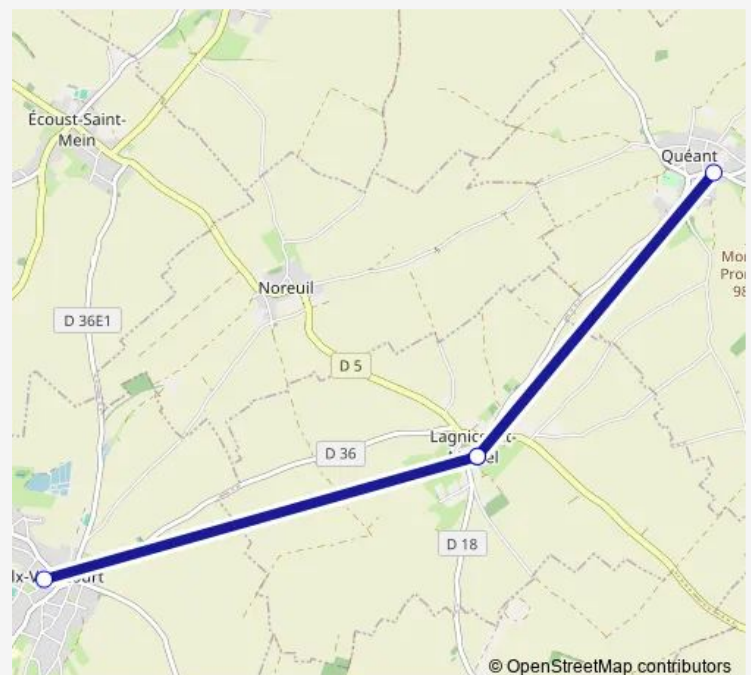 Écoust-Saint-
Mein
Quéant
Noreuil
D 36E1
D 5
D 36
D 18
© OpenStreetMap contributors